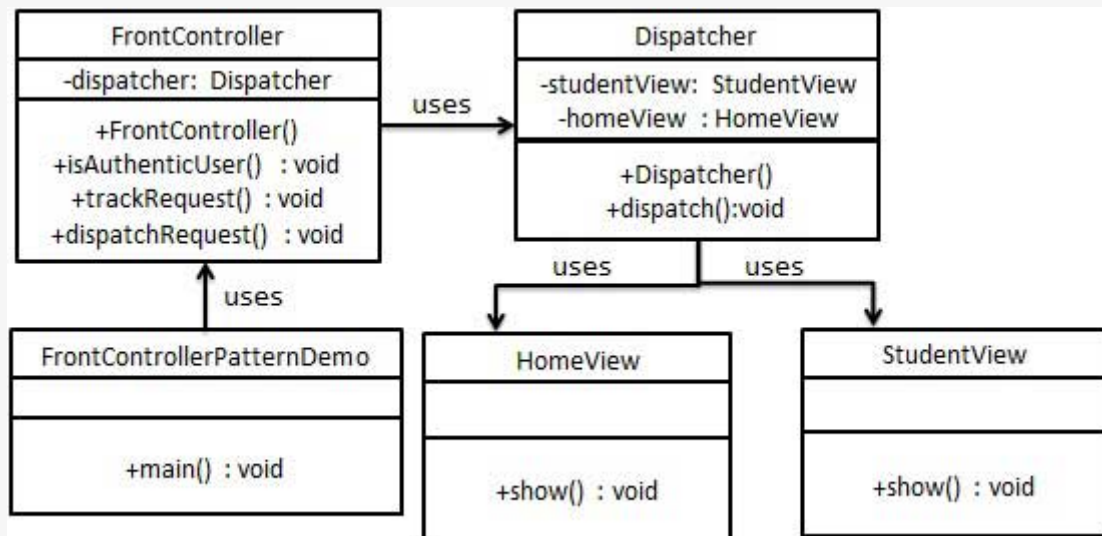 FrontController
-dispatcher: Dispatcher
+FrontController()
+isAuthenticUser() : void
+trackRequest() : void
+dispatchRequest() : void
uses
Dispatcher
-studentView: StudentView
-homeView : HomeView
+Dispatcher()
+dispatch():void
uses
uses
uses
FrontControllerPatternDemo
+main() : void
HomeView
+show() : void
StudentView
+show() : void